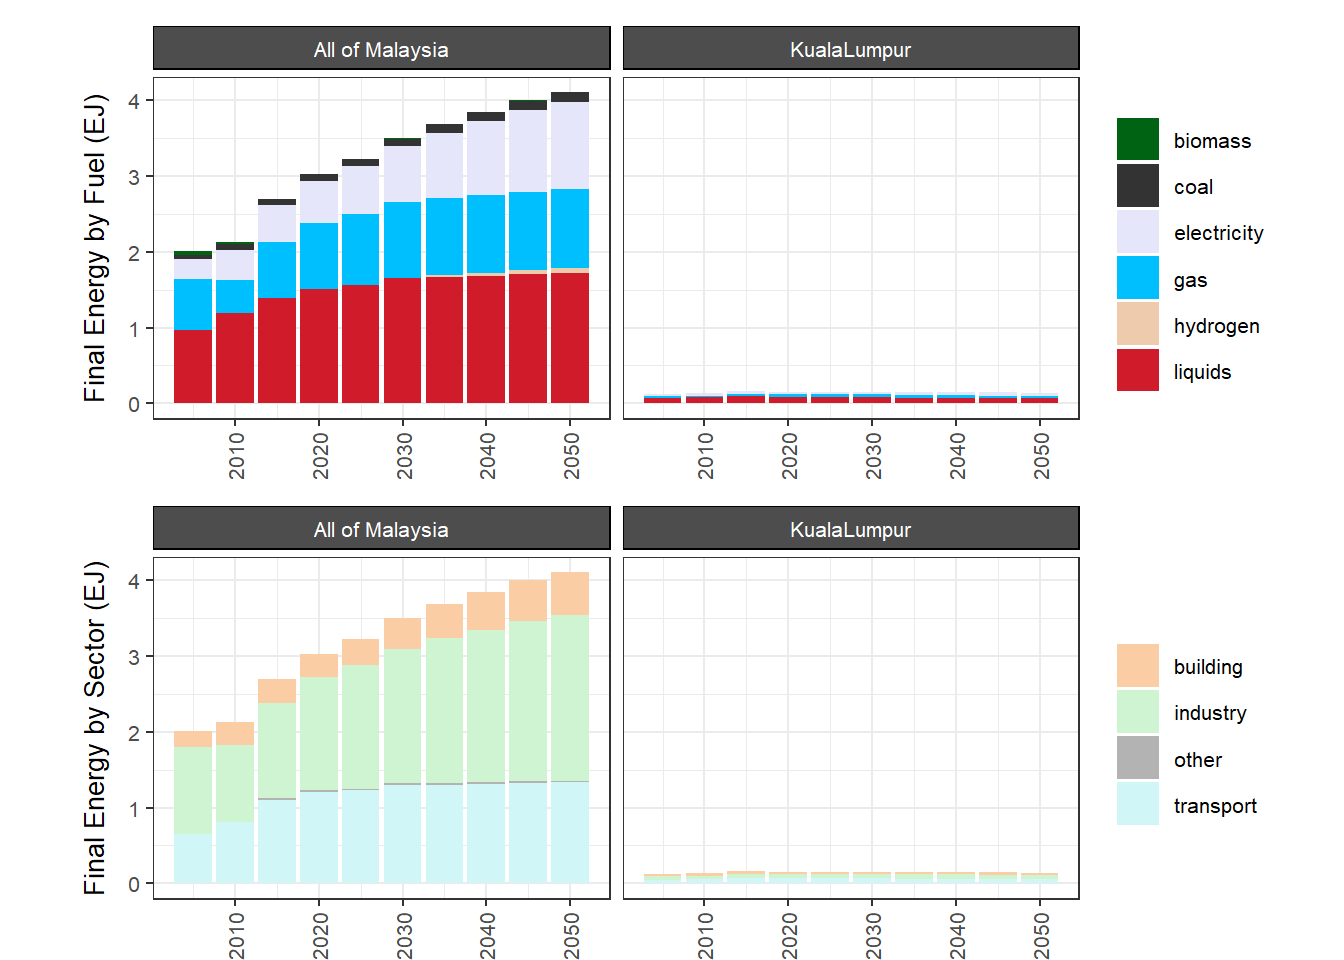 All of Malaysia
KualaLumpur
Final Energy by Fuel (EJ)
4
3
2
1
0
2010
2020
2030
2040
2050
2010
2020
2030
2040
2050
biomass
coal
electricity
gas
hydrogen
liquids
All of Malaysia
KualaLumpur
Final Energy by Sector (EJ)
4
3
2
1
0
2010
2020
2030
2040
2050
2010
2020
2030
2040
2050
building
industry
other
transport